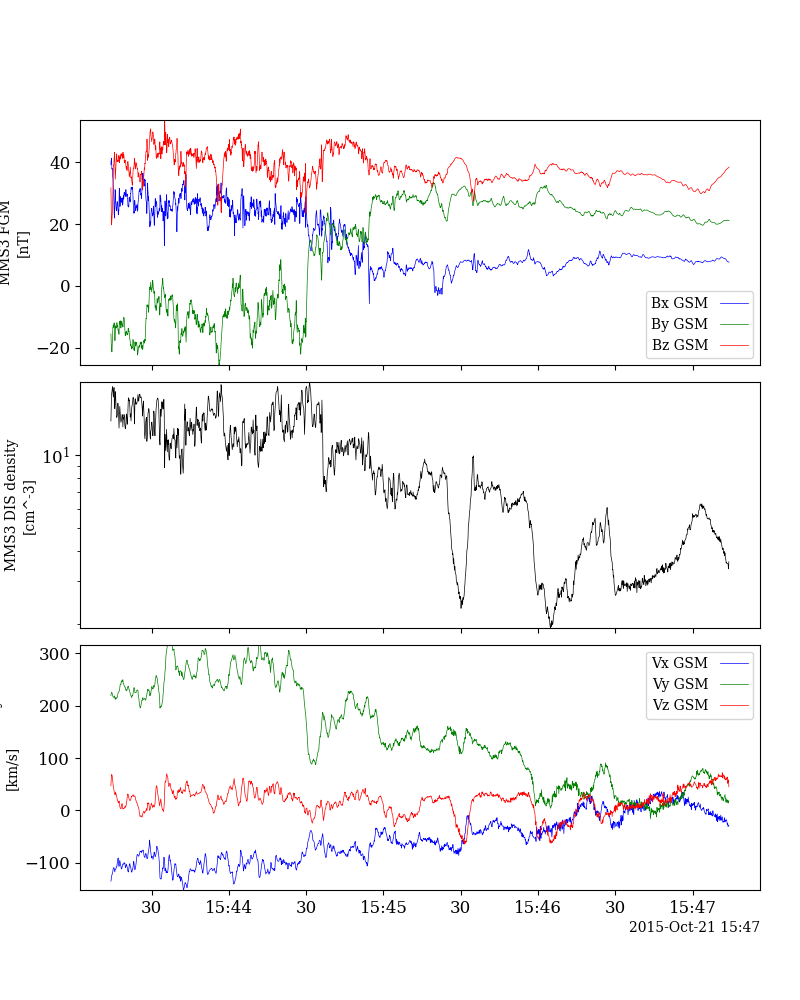 40
20
0
−20
MMS3 FGM
[nT]
Bx GSM
By GSM
Bz GSM
10^1
MMS3 DIS density
[cm^-3]
300
200
100
0
−100
[km/s]
Vx GSM
Vy GSM
Vz GSM
30 15:44 30 15:45 30 15:46 30 15:47
2015-Oct-21 15:47